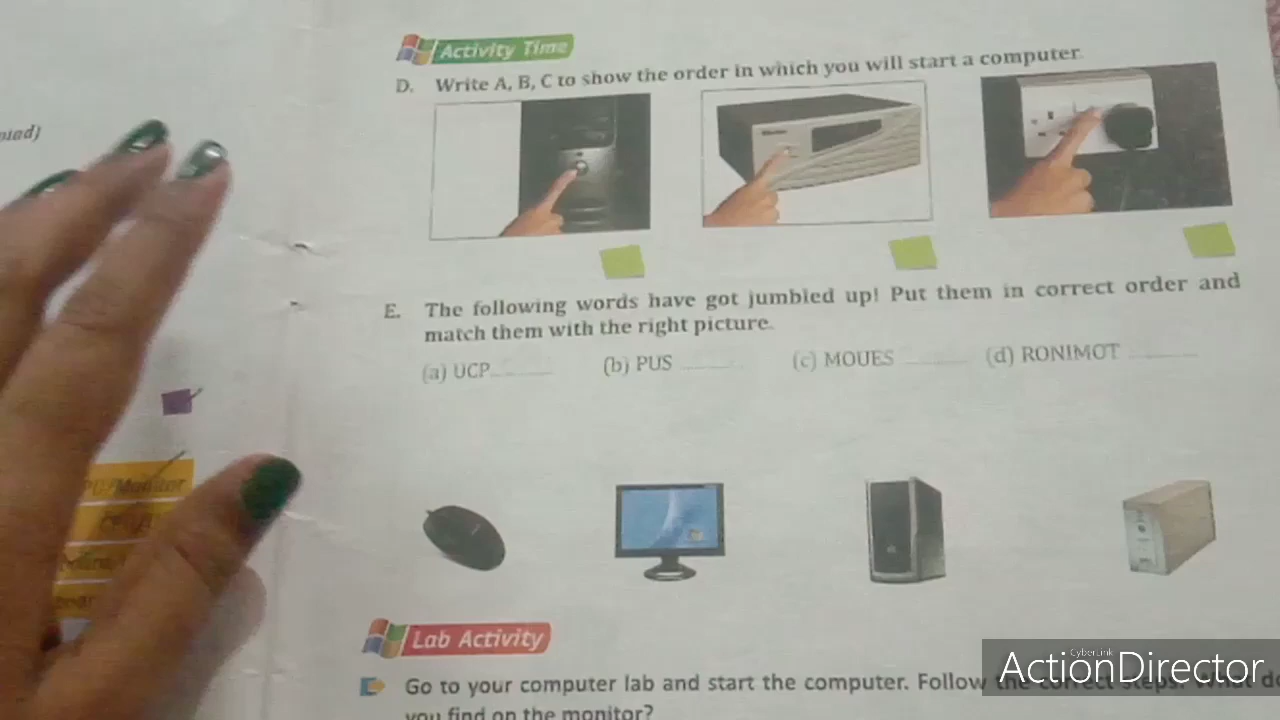 Activity Time
D. Write A, B, C to show the order in which you will start a computer.
E. The following words have got jumbled up! Put them in correct order and
match them with the right picture.
(a) UCP (b) PUS (c) MOUES (d) RONIMOT
/Monitor
Lab Activity
Go to your computer lab and start the computer. Follow the correct steps. What do
you find on the monitor?
CyberLink
ActionDirector